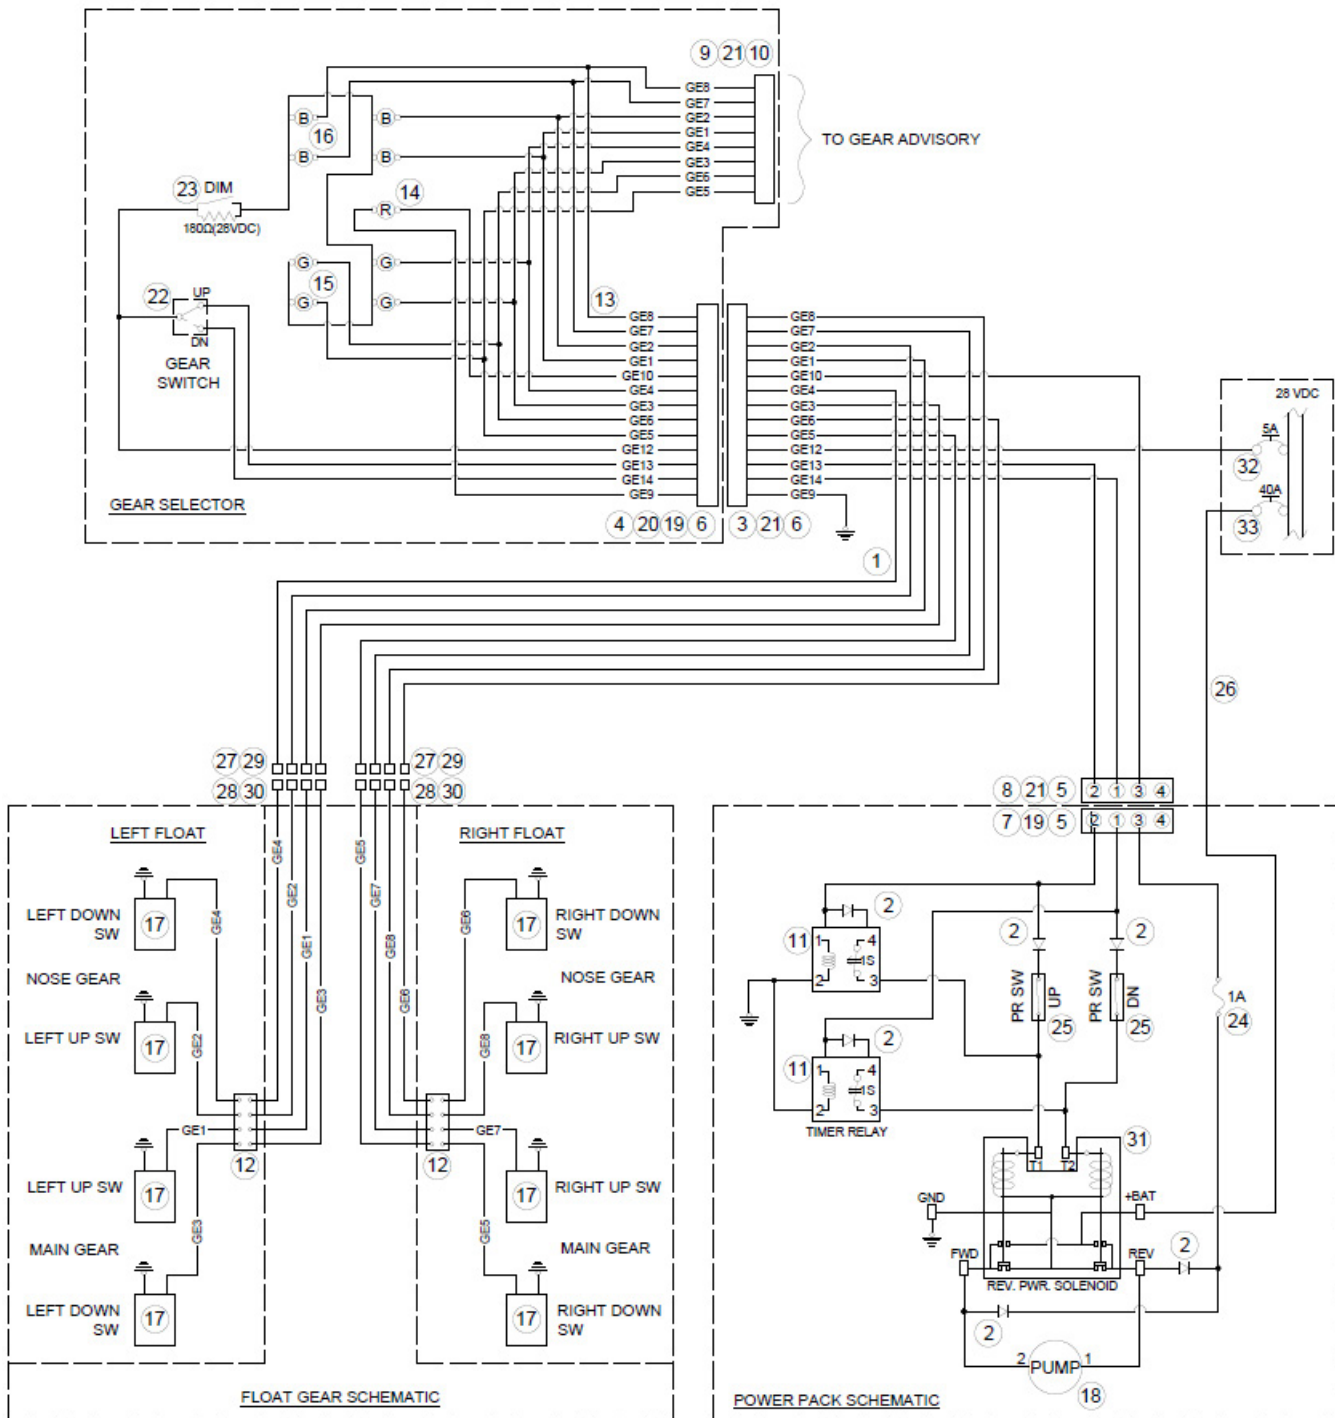 9 21 10
GE8
GE7
GE2
GE1
GE4
GE3
GE6
GE5
TO GEAR ADVISORY
B B
16
B B
23 DIM
180Ω(28VDC)
14
R
G G
15
G G
22 UP
DN
GEAR
SWITCH
13
GE8 GE8
GE7 GE7
GE2 GE2
GE1 GE1
GE10 GE10
GE4 GE4
GE3 GE3
GE6 GE6
GE5 GE5
GE12 GE12
GE13 GE13
GE14 GE14
GE9 GE9
GEAR SELECTOR
4 20 19 6
3 21 6
28 VDC
5A
32
40A
33
1
26
27 29
28 30
27 29
28 30
8 21 5 2 1 3 4
7 19 5 2 1 3 4
LEFT FLOAT
RIGHT FLOAT
GE4
GE2
GE1
GE3
GE5
GE7
GE8
GE6
LEFT DOWN
SW
17
GE4
NOSE GEAR
LEFT UP SW
17
GE2
GE1
12
LEFT UP SW
17
GE3
MAIN GEAR
LEFT DOWN
SW
17
GE6
17
RIGHT DOWN
SW
NOSE GEAR
GE8
17
RIGHT UP SW
GE7
12
17
RIGHT UP SW
GE5
MAIN GEAR
17
RIGHT DOWN
SW
FLOAT GEAR SCHEMATIC
2
11
1 4
1S
2 3
2
11
1 4
1S
2 3
TIMER RELAY
2
PR SW
UP
25
2
PR SW
DN
25
1A
24
31
T1 T2
GND
+BAT
FWD
REV
2
REV. PWR. SOLENOID
2
2 PUMP 1
18
POWER PACK SCHEMATIC